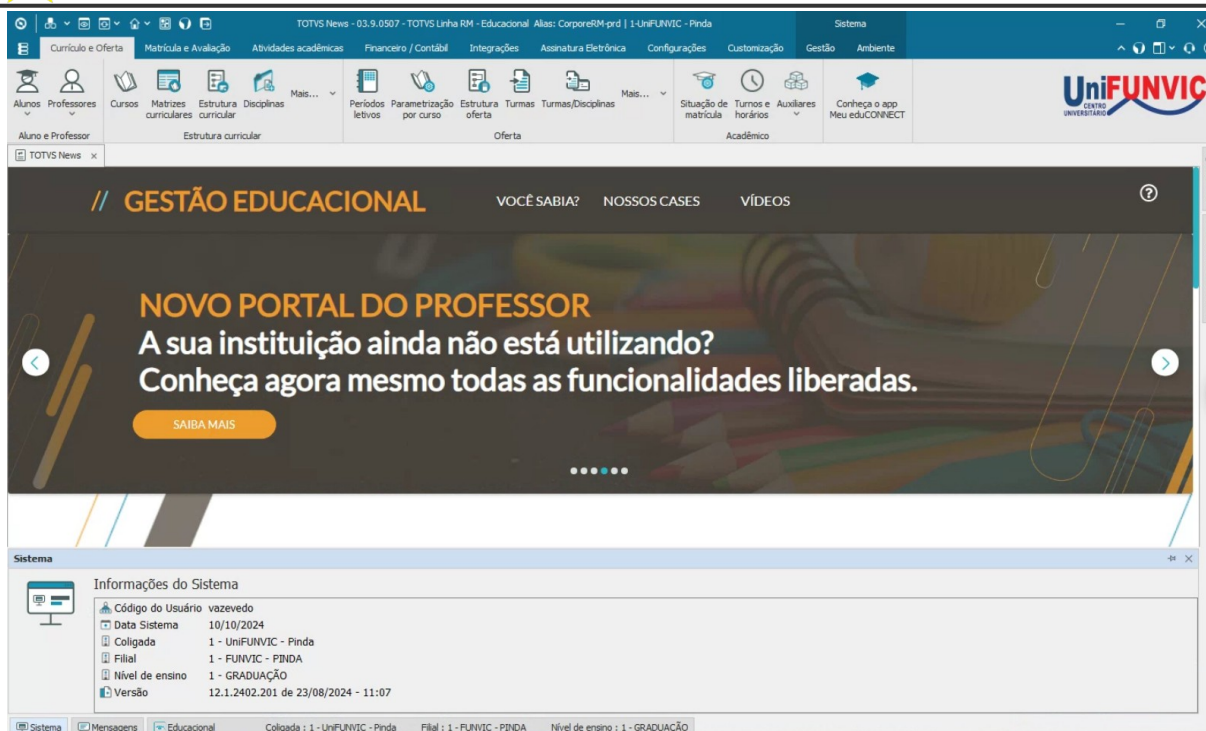 TOTVS News - 03.9.0507 - TOTVS Linha RM - Educacional Alias: CorporeRM-prd | 1-UniFUNVIC - Pinda
Sistema
Currículo e Oferta Matrícula e Avaliação Atividades acadêmicas Financeiro / Contábil Integrações Assinatura Eletrônica Configurações Customização Gestão Ambiente
Alunos Professores Cursos Matrizes curriculares Estrutura curricular Disciplinas Mais... Períodos letivos Parametrização por curso Estrutura oferta Turmas Turmas/Disciplinas Mais... Situação de matrícula Turnos e horários Auxiliares Conheça o app Meu eduCONNECT
UniFUNVIC
CENTRO
UNIVERSITÁRIO
Aluno e Professor Estrutura curricular Oferta Acadêmico
TOTVS News x
// GESTÃO EDUCACIONAL VOCÊ SABIA? NOSSOS CASES VÍDEOS ?
NOVO PORTAL DO PROFESSOR
A sua instituição ainda não está utilizando?
Conheça agora mesmo todas as funcionalidades liberadas.
SAIBA MAIS
Sistema
Informações do Sistema
Código do Usuário vazevedo
Data Sistema 10/10/2024
Coligada 1 - UniFUNVIC - Pinda
Filial 1 - FUNVIC - PINDA
Nível de ensino 1 - GRADUAÇÃO
Versão 12.1.2402.201 de 23/08/2024 - 11:07
Sistema Mensagens Educacional Coligada : 1 - UniFUNVIC - Pinda Filial : 1 - FUNVIC - PINDA Nível de ensino : 1 - GRADUAÇÃO